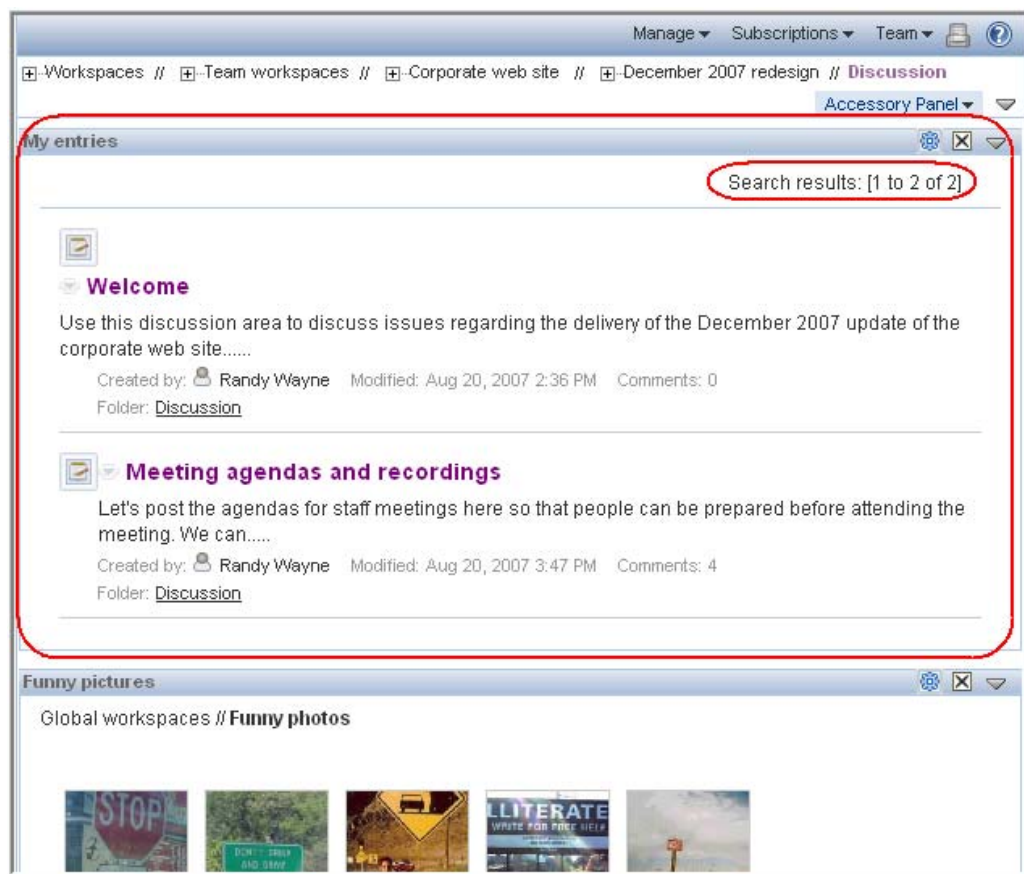 Manage Subscriptions Team
Workspaces // Team workspaces // Corporate web site // December 2007 redesign // Discussion
Accessory Panel
My entries
Search results: [1 to 2 of 2]
Welcome
Use this discussion area to discuss issues regarding the delivery of the December 2007 update of the
corporate web site......
Created by: Randy Wayne Modified: Aug 20, 2007 2:36 PM Comments: 0
Folder: Discussion
Meeting agendas and recordings
Let's post the agendas for staff meetings here so that people can be prepared before attending the
meeting. We can.....
Created by: Randy Wayne Modified: Aug 20, 2007 3:47 PM Comments: 4
Folder: Discussion
Funny pictures
Global workspaces // Funny photos
STOP
LLITERATE
WRITE FOR FREE HELP